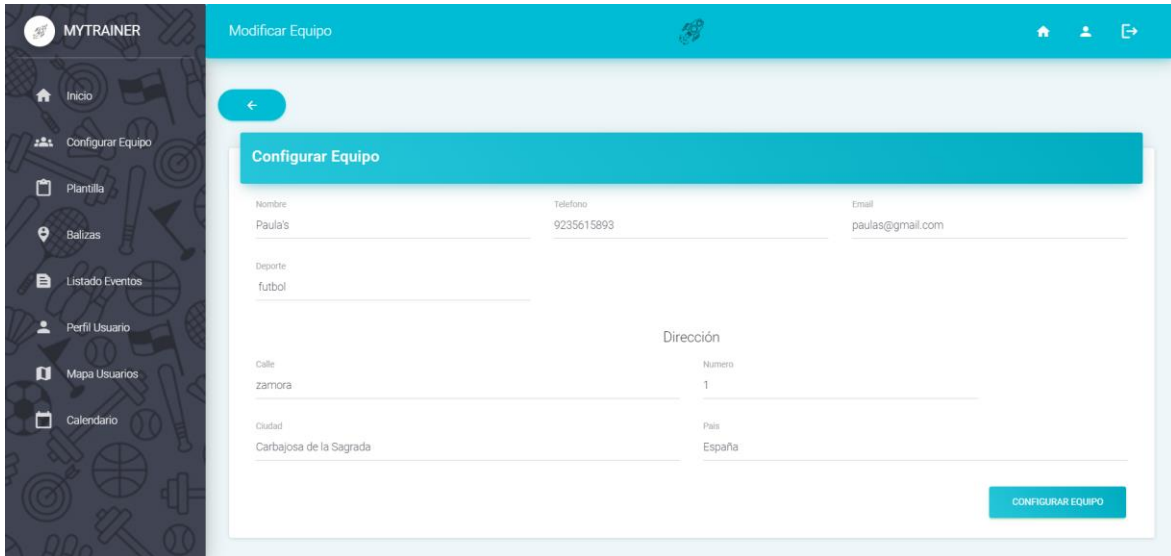 MYTRAINER
Modificar Equipo
Inicio
Configurar Equipo
Plantilla
Balizas
Listado Eventos
Perfil Usuario
Mapa Usuarios
Calendario
Configurar Equipo
Nombre
Telefono
Email
Paula's
9235615893
paulas@gmail.com
Deporte
futbol
Dirección
Calle
Numero
zamora
1
Ciudad
Pais
Carbajosa de la Sagrada
España
CONFIGURAR EQUIPO